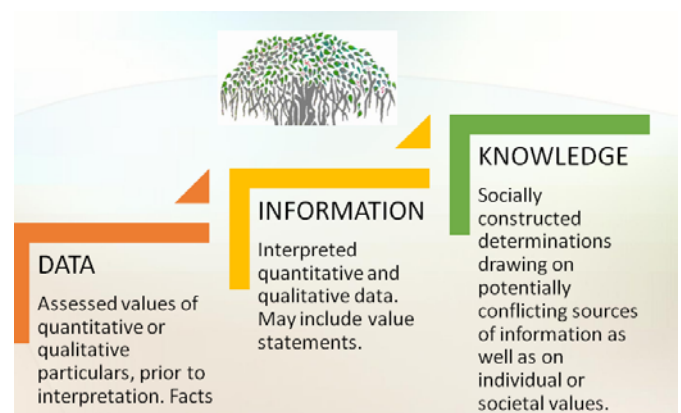 DATA
Assessed values of
quantitative or
qualitative
particulars, prior to
interpretation. Facts
INFORMATION
Interpreted
quantitative and
qualitative data.
May include value
statements.
KNOWLEDGE
Socially
constructed
determinations
drawing on
potentially
conflicting sources
of information as
well as on
individual or
societal values.